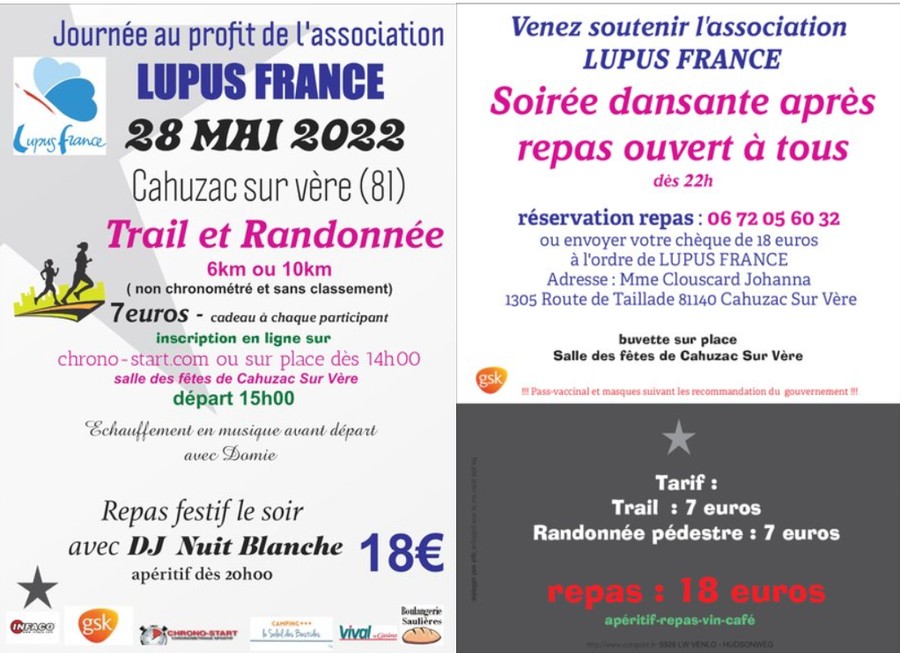 Journée au profit de l'association
LUPUS FRANCE
Lupus france
28 MAI 2022
Cahuzac sur vère (81)
Trail et Randonnée
6km ou 10km
( non chronométré et sans classement)
7euros - cadeau à chaque participant
inscription en ligne sur
chrono-start.com ou sur place dès 14h00
salle des fêtes de Cahuzac Sur Vère
départ 15h00
Echauffement en musique avant départ
avec Domie
Repas festif le soir
avec DJ Nuit Blanche 18€
apéritif dès 20h00
INFACO
gsk
CHRONO-START
CAMPING***
le Soleil des Bastides
Vival by Casino
Boulangerie
Saulières
Venez soutenir l'association
LUPUS FRANCE
Soirée dansante après
repas ouvert à tous
dès 22h
réservation repas : 06 72 05 60 32
ou envoyer votre chèque de 18 euros
à l'ordre de LUPUS FRANCE
Adresse : Mme Clouscard Johanna
1305 Route de Taillade 81140 Cahuzac Sur Vère
buvette sur place
Salle des fêtes de Cahuzac Sur Vère
gsk
!!! Pass-vaccinal et masques suivant les recommandation du gouvernement !!!
Tarif :
Trail : 7 euros
Randonnée pédestre : 7 euros
repas : 18 euros
apéritif-repas-vin-café
5928 LW VENLO - HUDSONWEG